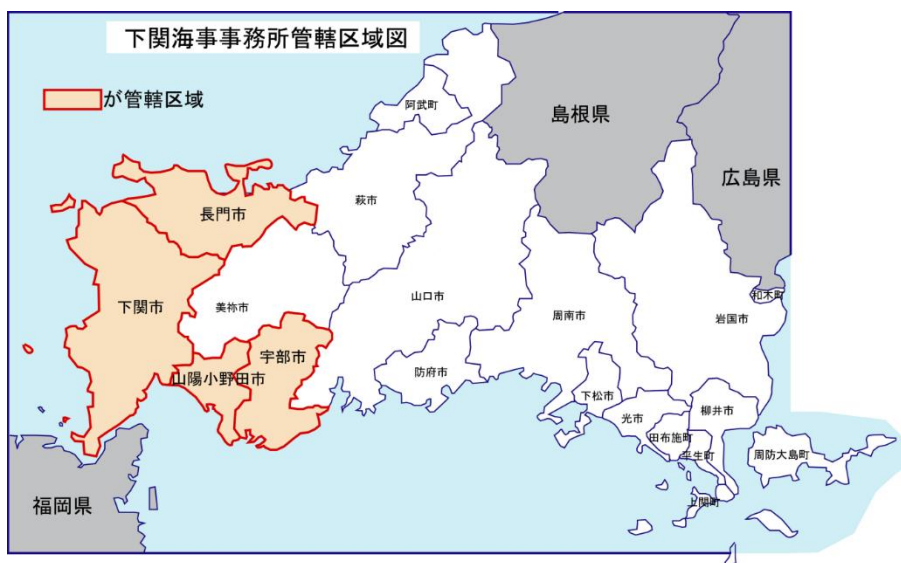 下関海事事務所管轄区域図
が管轄区域
阿武町
島根県
広島県
萩市
長門市
下関市
美祢市
山口市
周南市
和木町
岩国市
宇部市
山陽小野田市
防府市
下松市
光市
柳井市
田布施町
平生町
周防大島町
上関町
福岡県